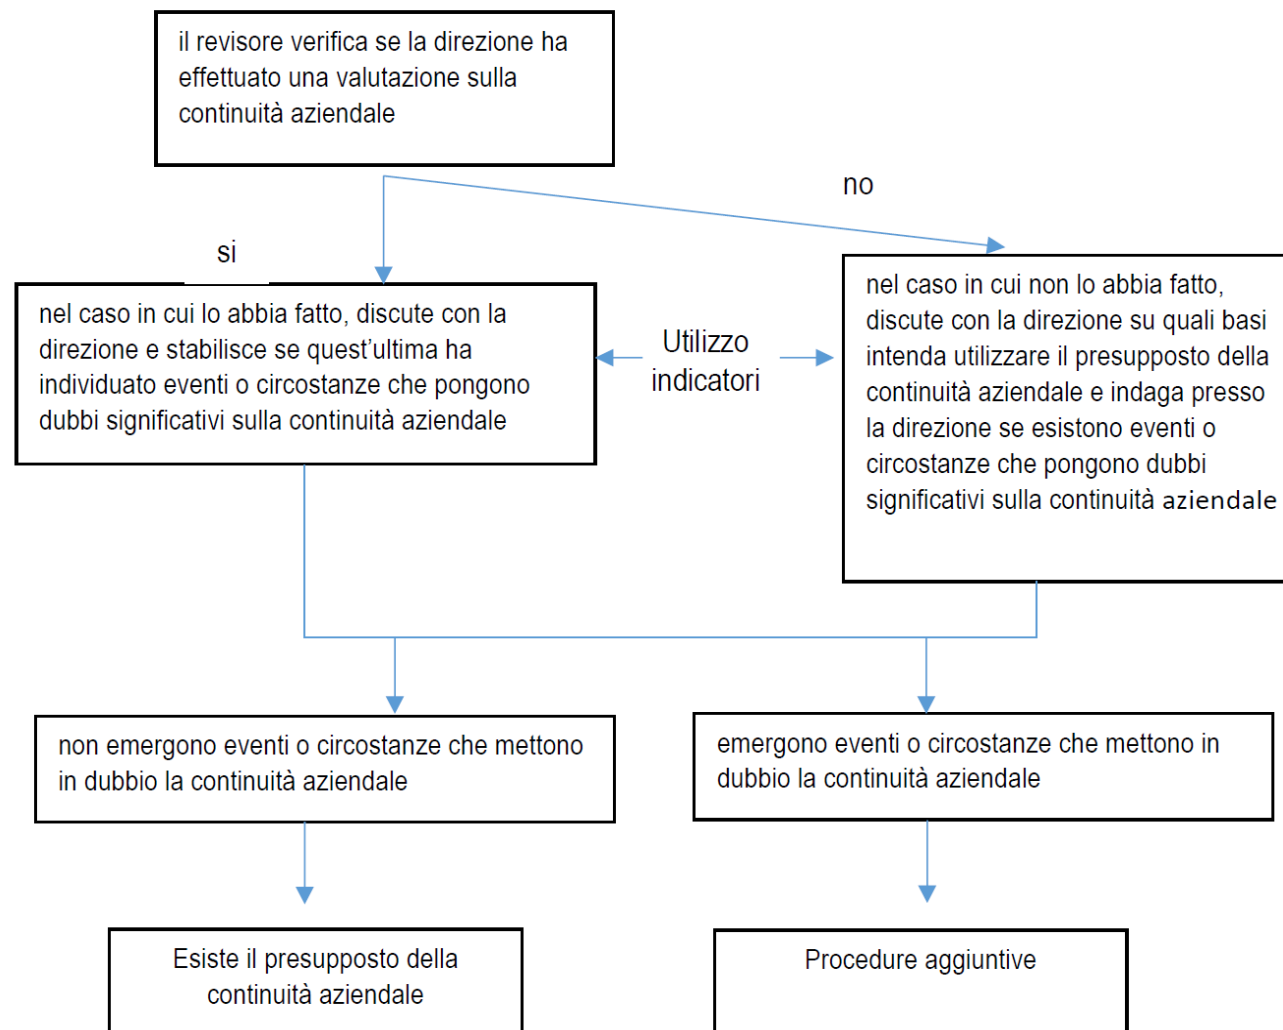 il revisore verifica se la direzione ha
effettuato una valutazione sulla
continuità aziendale
no
si
nel caso in cui lo abbia fatto, discute con la
direzione e stabilisce se quest’ultima ha
individuato eventi o circostanze che pongono
dubbi significativi sulla continuità aziendale
Utilizzo
indicatori
nel caso in cui non lo abbia fatto,
discute con la direzione su quali basi
intenda utilizzare il presupposto della
continuità aziendale e indaga presso
la direzione se esistono eventi o
circostanze che pongono dubbi
significativi sulla continuità aziendale
non emergono eventi o circostanze che mettono
in dubbio la continuità aziendale
emergono eventi o circostanze che mettono in
dubbio la continuità aziendale
Esiste il presupposto della
continuità aziendale
Procedure aggiuntive